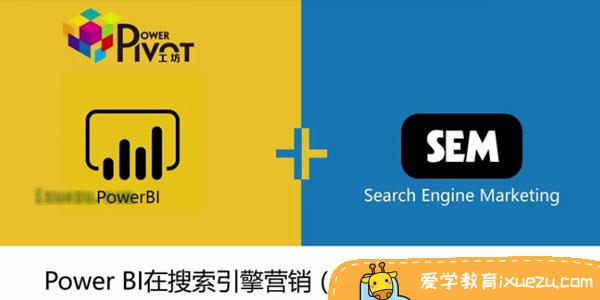 POWER
PIVOT
工坊
PowerBI
SEM
Search Engine Marketing
Power BI在搜索引擎营销（
爱学教育ixuezu.com